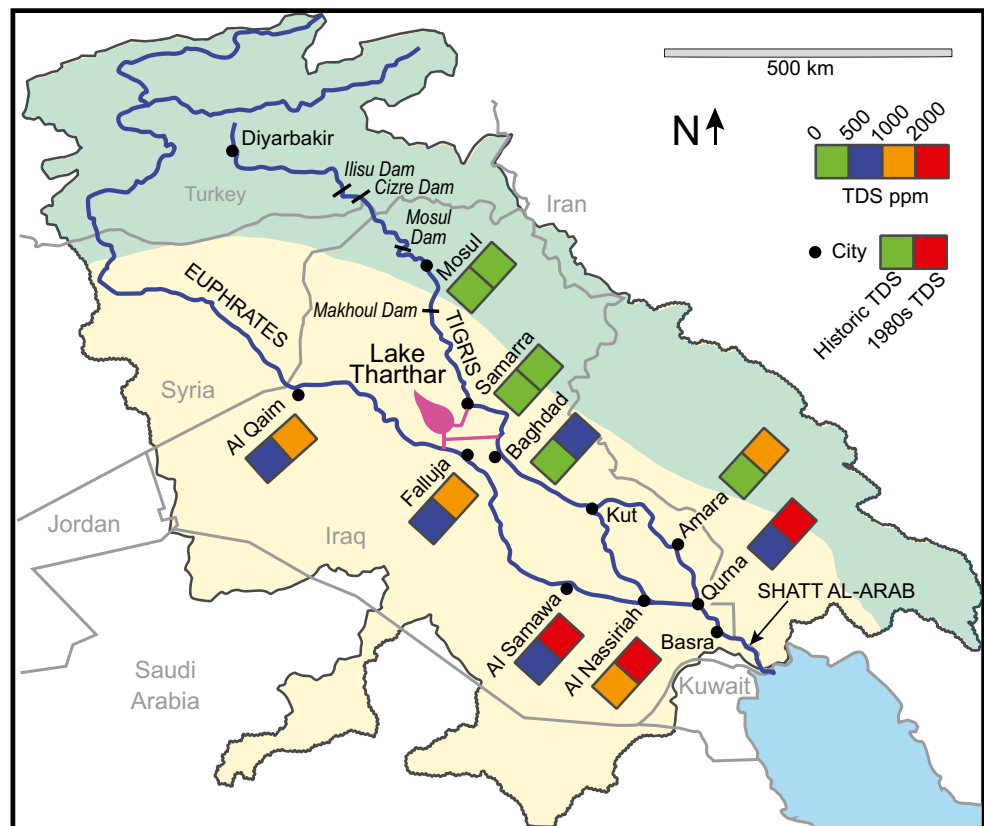 500 km
N
0 500 1000 2000
TDS ppm
City
Historic TDS
1980s TDS
Diyarbakir
Ilisu Dam
Cizre Dam
Turkey
Iran
Mosul
Dam
Mosul
EUPHRATES
Makhoul Dam
TIGRIS
Lake
Tharthar
Samarra
Syria
Al Qaim
Baghdad
Falluja
Jordan
Iraq
Kut
Amara
Qurna
SHATT AL-ARAB
Al Samawa
Al Nassiriah
Basra
Saudi
Arabia
Kuwait